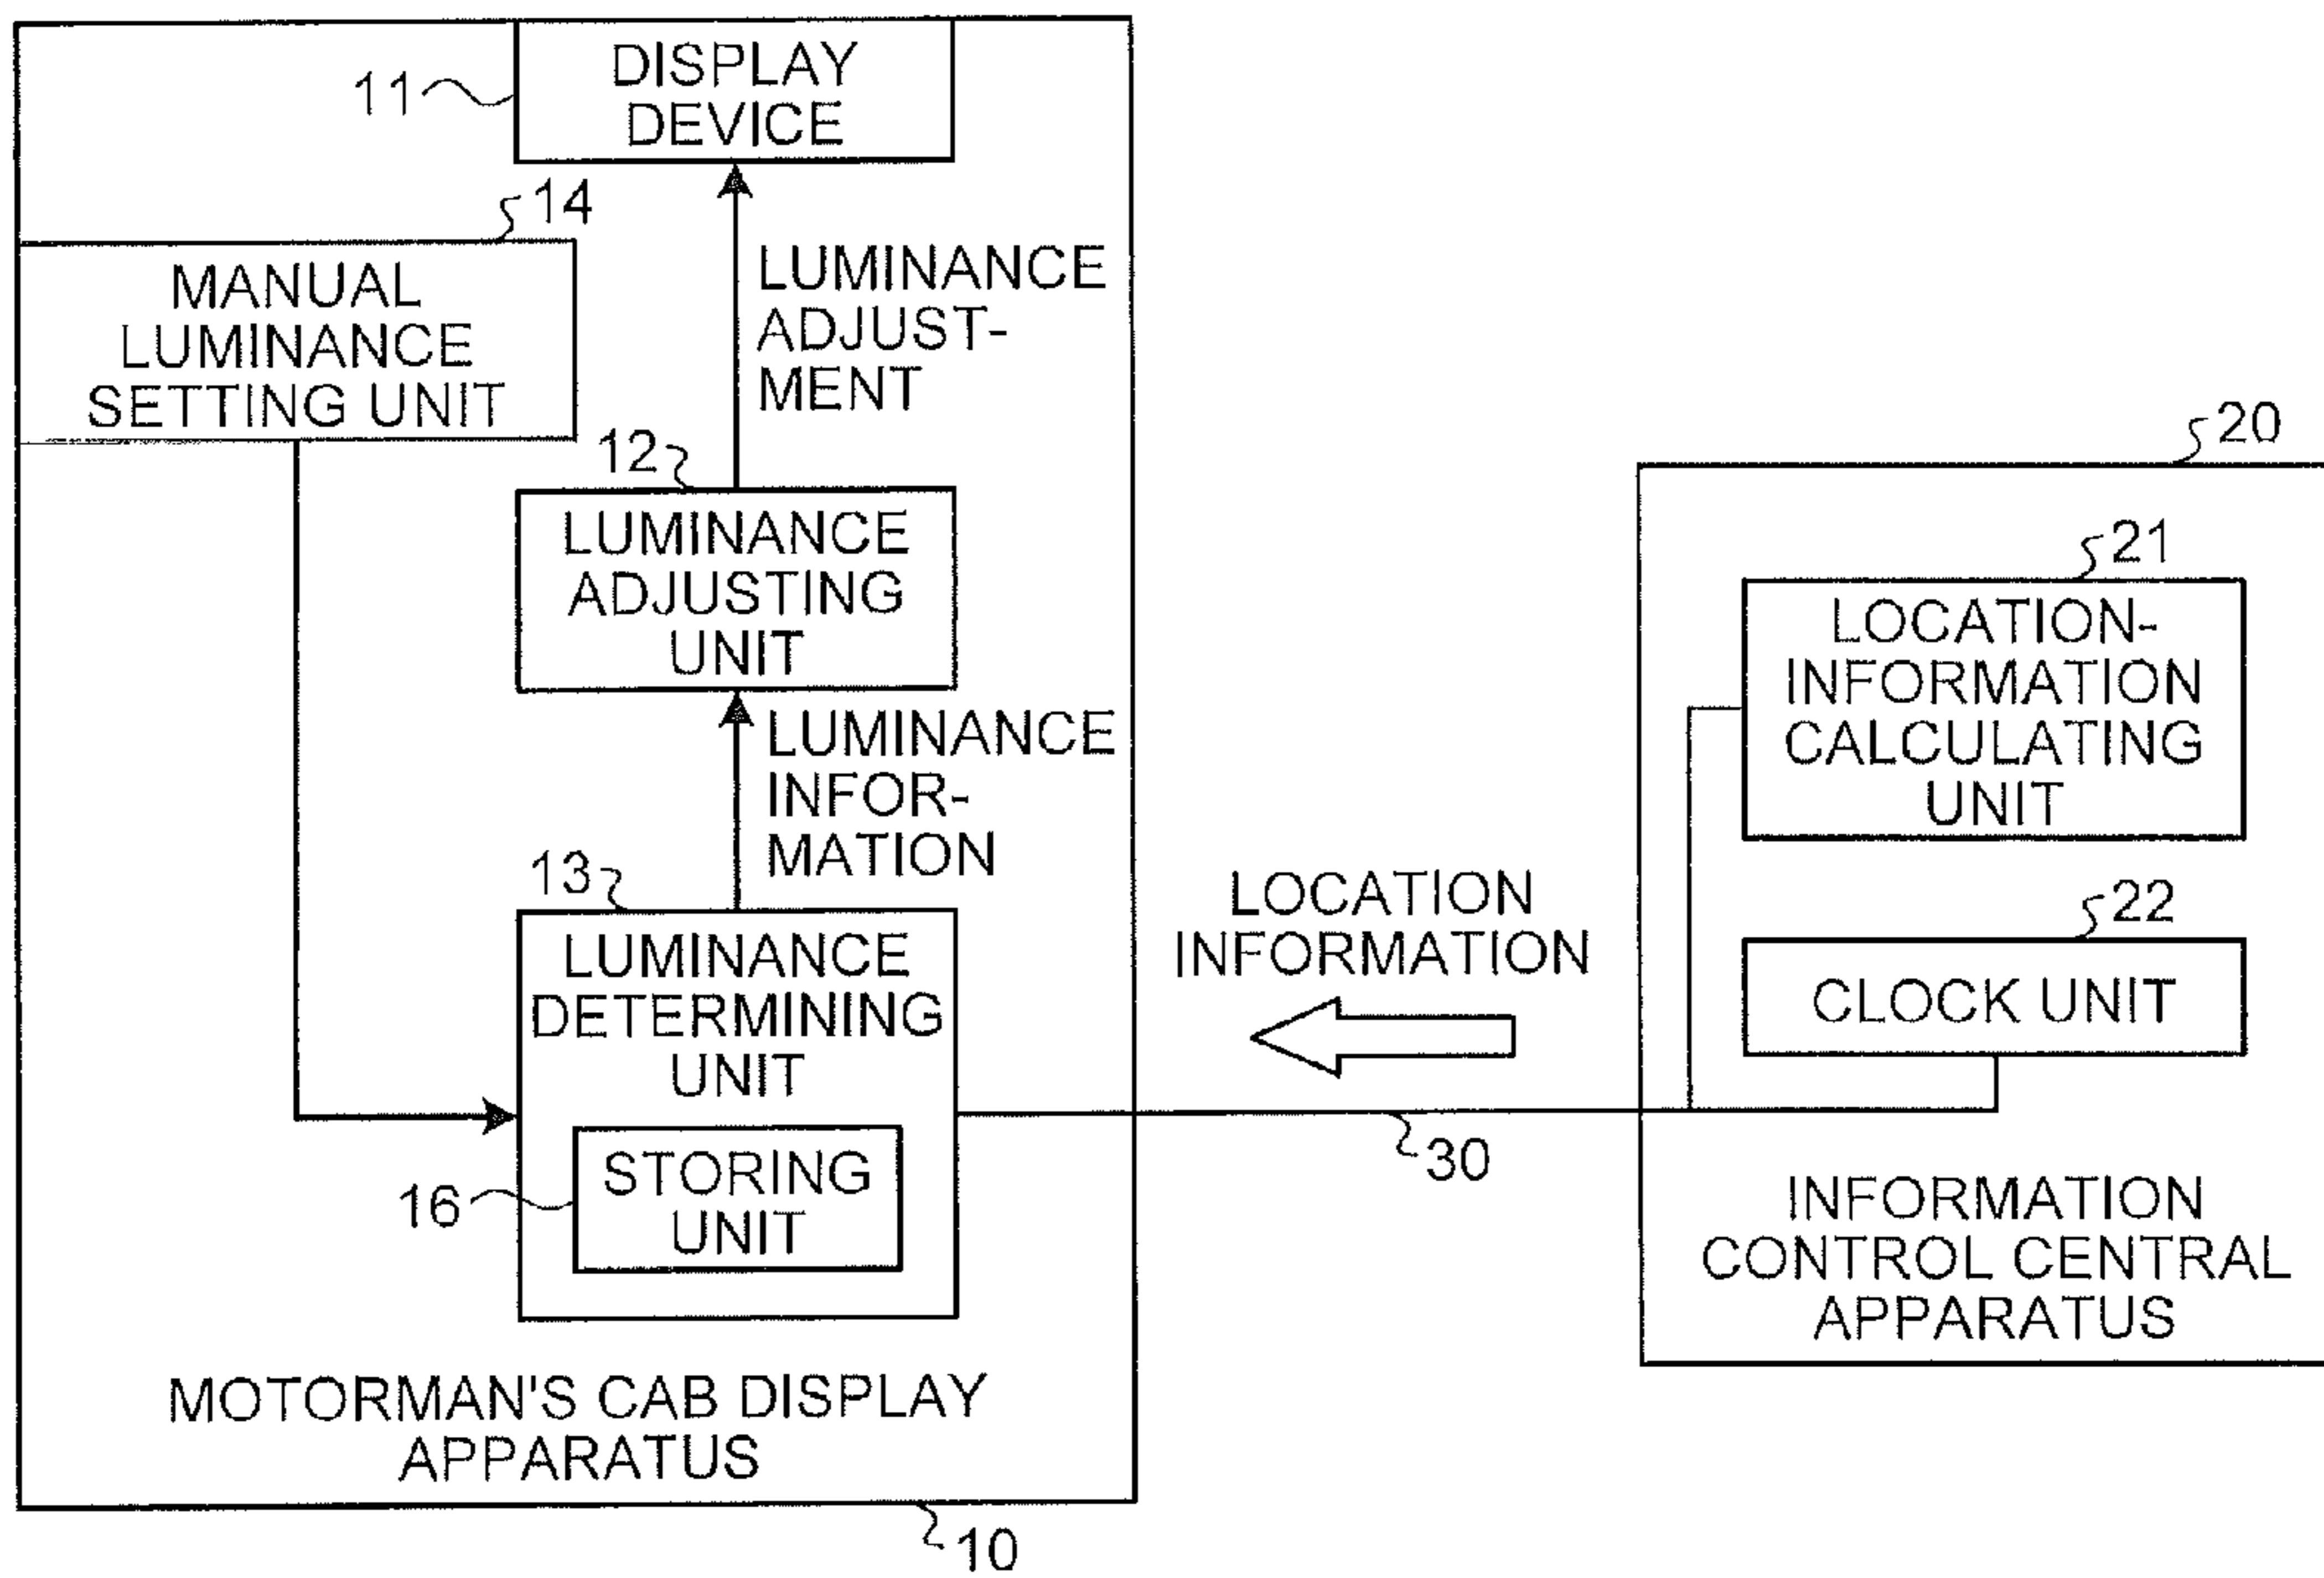 DISPLAY
DEVICE
11
14
MANUAL
LUMINANCE
SETTING UNIT
LUMINANCE
ADJUST-
MENT
12
LUMINANCE
ADJUSTING
UNIT
LUMINANCE
INFOR-
MATION
13
LUMINANCE
DETERMINING
UNIT
16
STORING
UNIT
MOTORMAN'S CAB DISPLAY
APPARATUS
10
LOCATION
INFORMATION
30
20
21
LOCATION-
INFORMATION
CALCULATING
UNIT
22
CLOCK UNIT
INFORMATION
CONTROL CENTRAL
APPARATUS